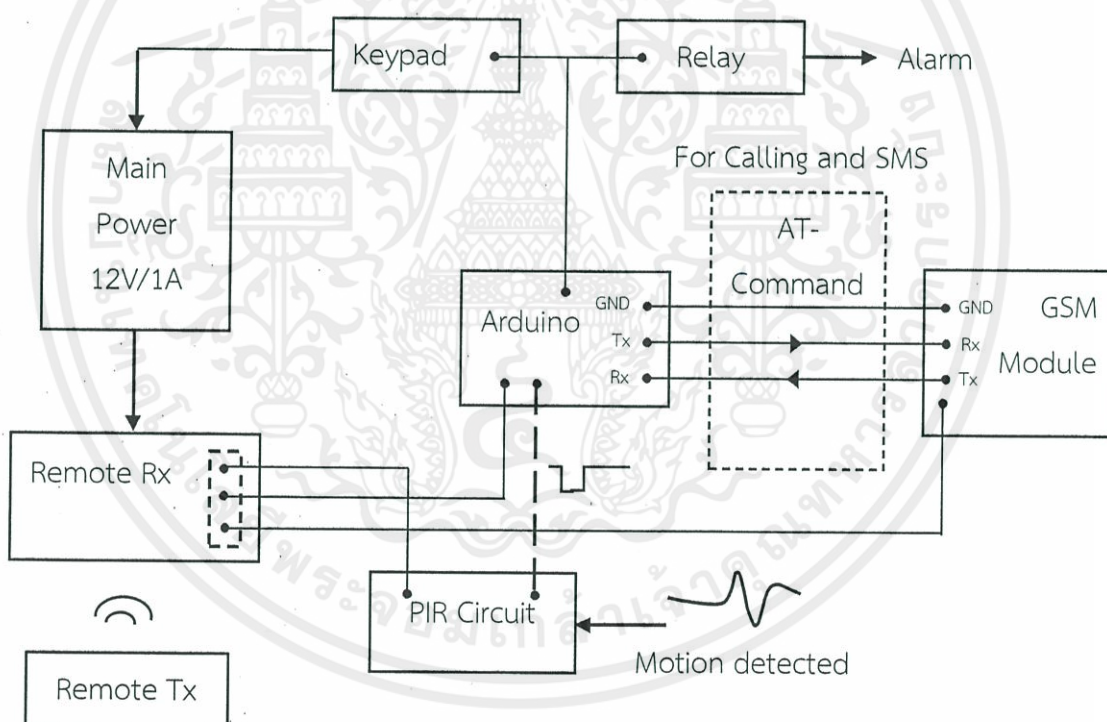 Keypad
Relay
Alarm
Main
Power
12V/1A
For Calling and SMS
AT-
Command
Arduino
GND
Tx
Rx
GND
Rx
Tx
GSM
Module
Remote Rx
PIR Circuit
Motion detected
Remote Tx